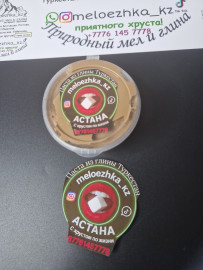 meloezhka_kz
приятного хруста!
+7776 145 7778
Природный мел и глина
Паста из глины Туркестан
meloezhka_kz
АСТАНА
с хрустом по жизни
Паста из глины Туркестан
meloezhka_kz
АСТАНА
с хрустом по жизни
87761457778